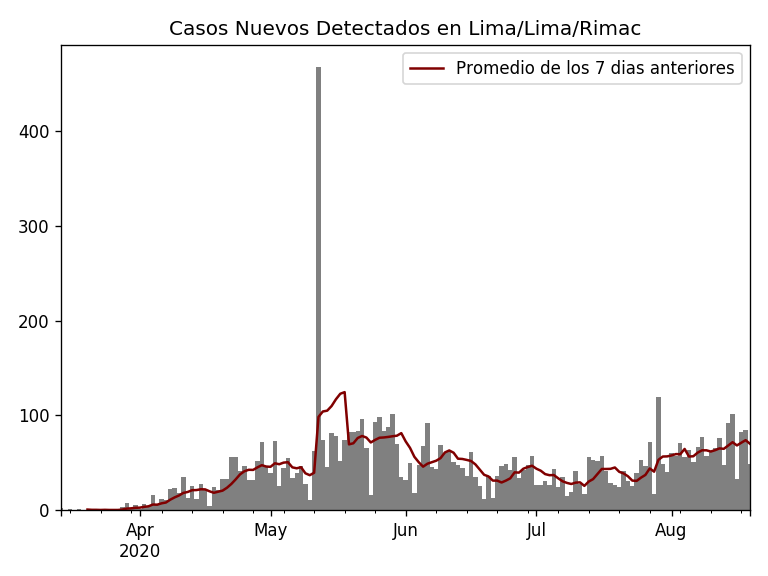 Casos Nuevos Detectados en Lima/Lima/Rimac
Promedio de los 7 dias anteriores
400
300
200
100
0
Apr May Jun Jul Aug
2020